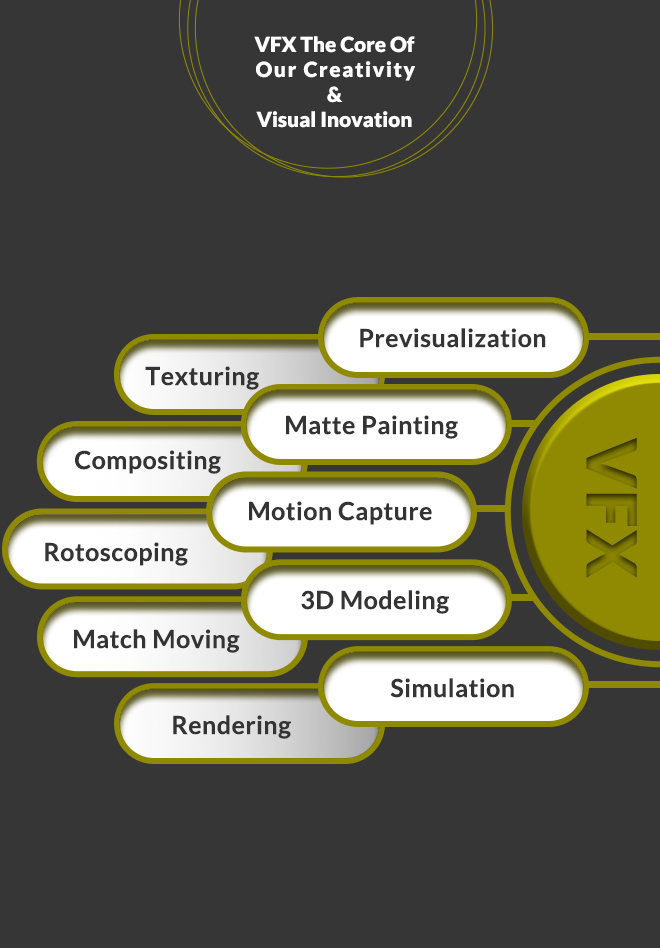 VFX The Core Of
Our Creativity
&
Visual Inovation
Previsualization
Texturing
Matte Painting
Compositing
Motion Capture
Rotoscoping
3D Modeling
Match Moving
Simulation
Rendering
VFX